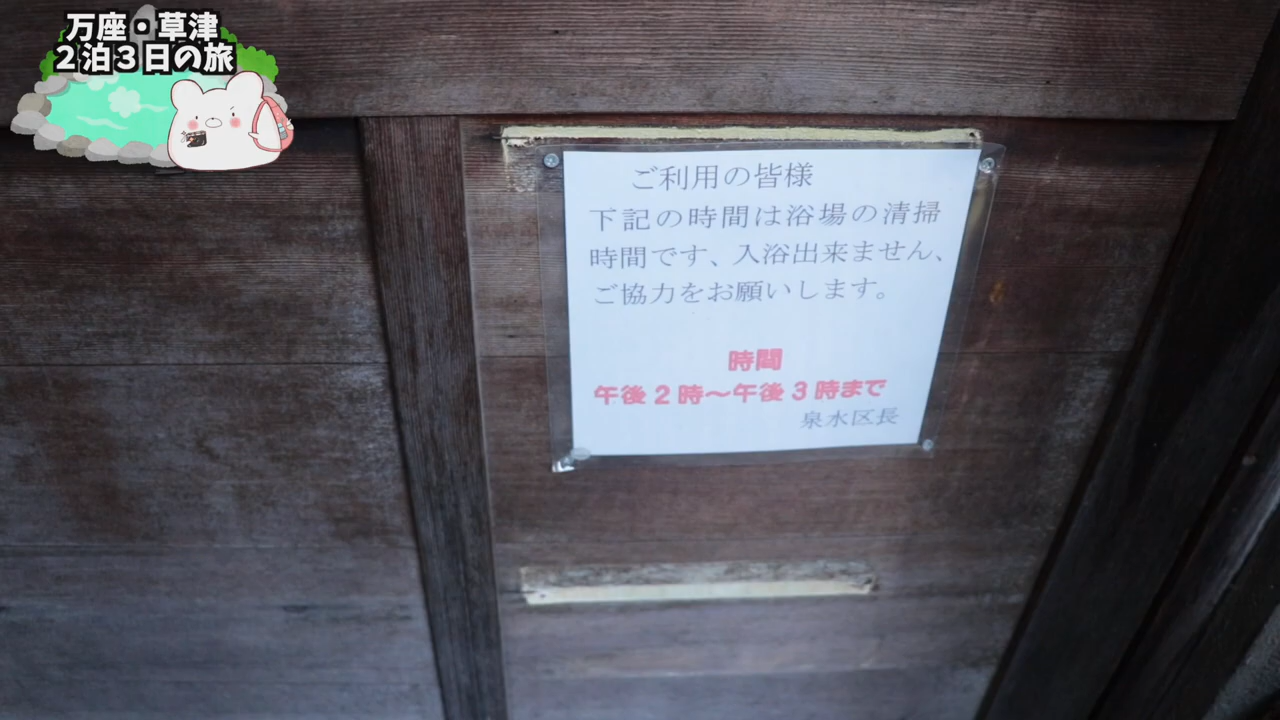 万座・草津
2泊3日の旅
ご利用の皆様
下記の時間は浴場の清掃
時間です、入浴出来ません、
ご協力をお願いします。
時間
午後2時～午後3時まで
泉水区長